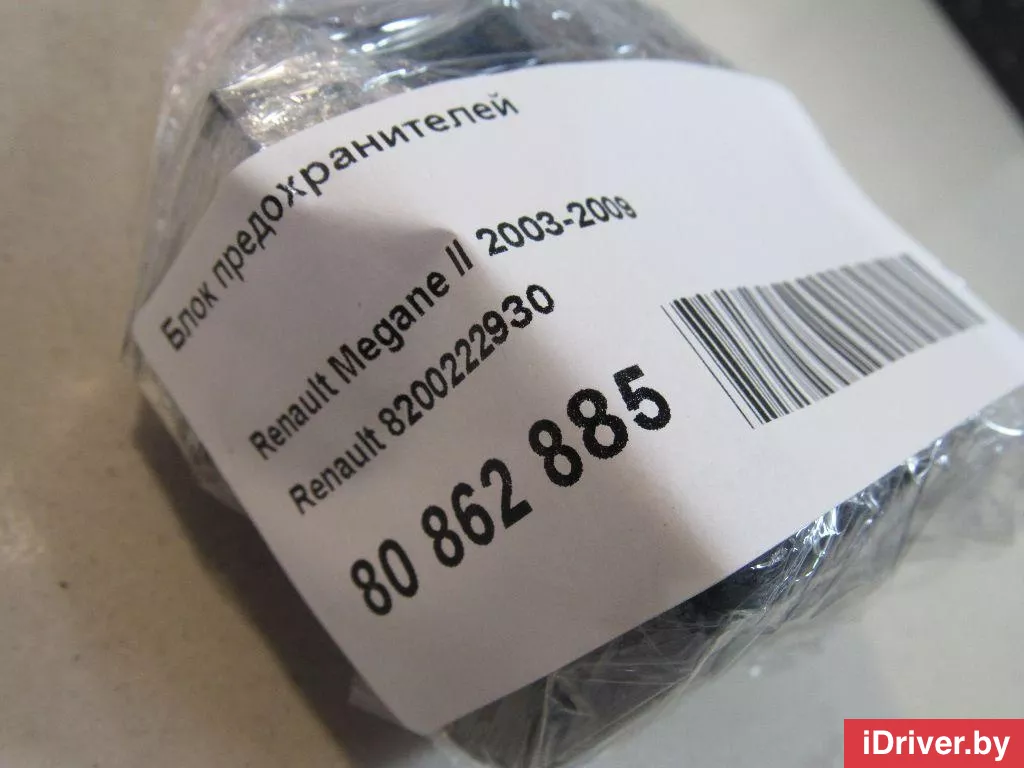 Блок предохранителей
Renault Megane II 2003-2009
Renault 8200222930
80 862 885
iDriver.by